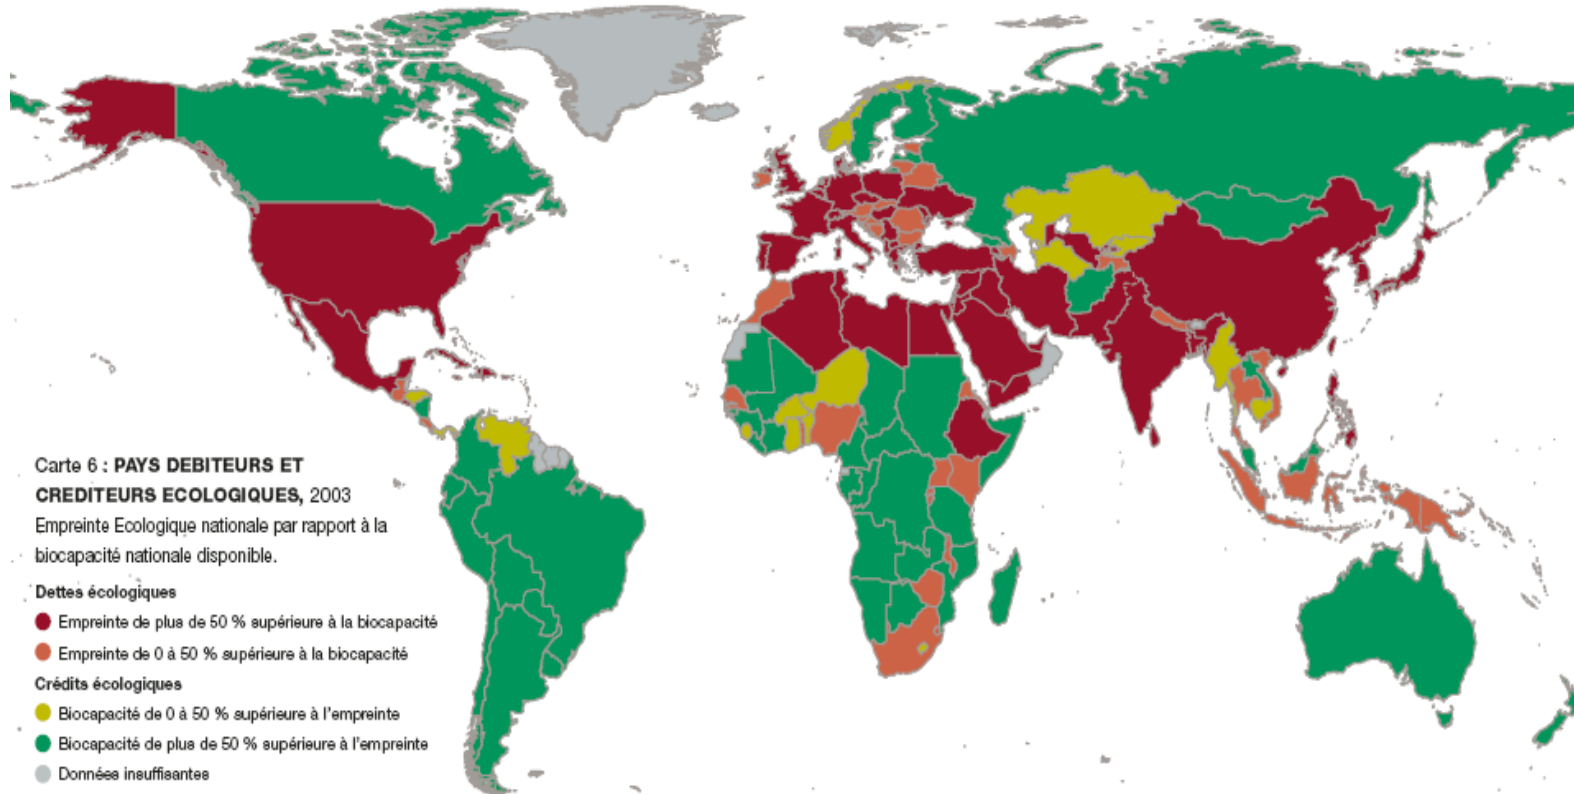 Carte 6 : PAYS DEBITEURS ET
CREDITEURS ECOLOGIQUES, 2003
Empreinte Ecologique nationale par rapport à la
biocapacité nationale disponible.
Dettes écologiques
Empreinte de plus de 50 % supérieure à la biocapacité
Empreinte de 0 à 50 % supérieure à la biocapacité
Crédits écologiques
Biocapacité de 0 à 50 % supérieure à l'empreinte
Biocapacité de plus de 50 % supérieure à l'empreinte
Données insuffisantes